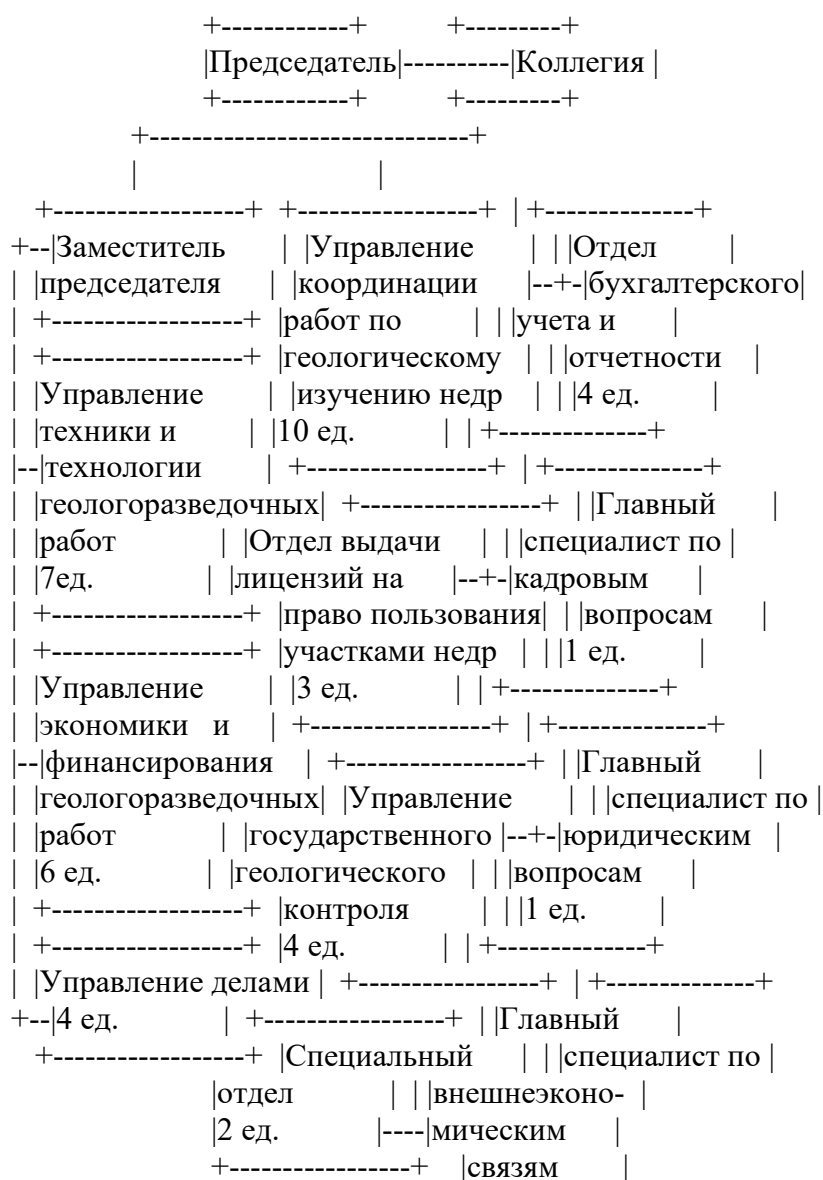 +------------+ +---------+
|Председатель|----------|Коллегия |
+------------+ +---------+
+------------------------------+
| |
+------------------+ +-----------------+ | +--------------+
+--|Заместитель | |Управление | | |Отдел |
| |председателя | |координации |--+-|бухгалтерского|
| +------------------+ |работ по | | |учета и |
| +------------------+ |геологическому | | |отчетности |
| |Управление | |изучению недр | | |4 ед. |
| |техники и | |10 ед. | | +--------------+
|--|технологии | +-----------------+ | +--------------+
| |геологоразведочных| +-----------------+ | |Главный |
| |работ | |Отдел выдачи | | |специалист по |
| |7ед. | |лицензий на |--+-|кадровым |
| +------------------+ |право пользования| | |вопросам |
| +------------------+ |участками недр | | |1 ед. |
| |Управление | |3 ед. | | +--------------+
| |экономики и | +-----------------+ | +--------------+
|--|финансирования | +-----------------+ | |Главный |
| |геологоразведочных| |Управление | | |специалист по |
| |работ | |государственного |--+-|юридическим |
| |6 ед. | |геологического | | |вопросам |
| +------------------+ |контроля | | |1 ед. |
| +------------------+ |4 ед. | | +--------------+
| |Управление делами | +-----------------+ | +--------------+
+--|4 ед. | +-----------------+ | |Главный |
+------------------+ |Специальный | | |специалист по |
|отдел | | |внешнеэконо- |
|2 ед. |----|мическим |
+-----------------+ |связям |